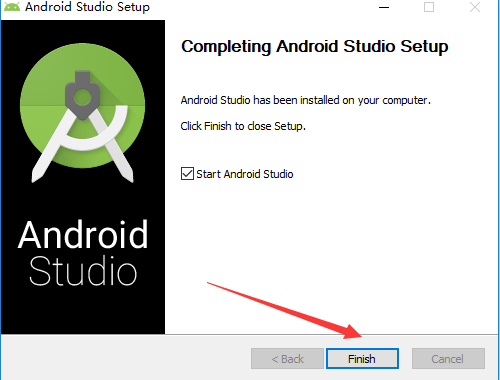 Android Studio Setup
Completing Android Studio Setup
Android Studio has been installed on your computer.
Click Finish to close Setup.
Start Android Studio
Android
Studio
< Back
Finish
Cancel